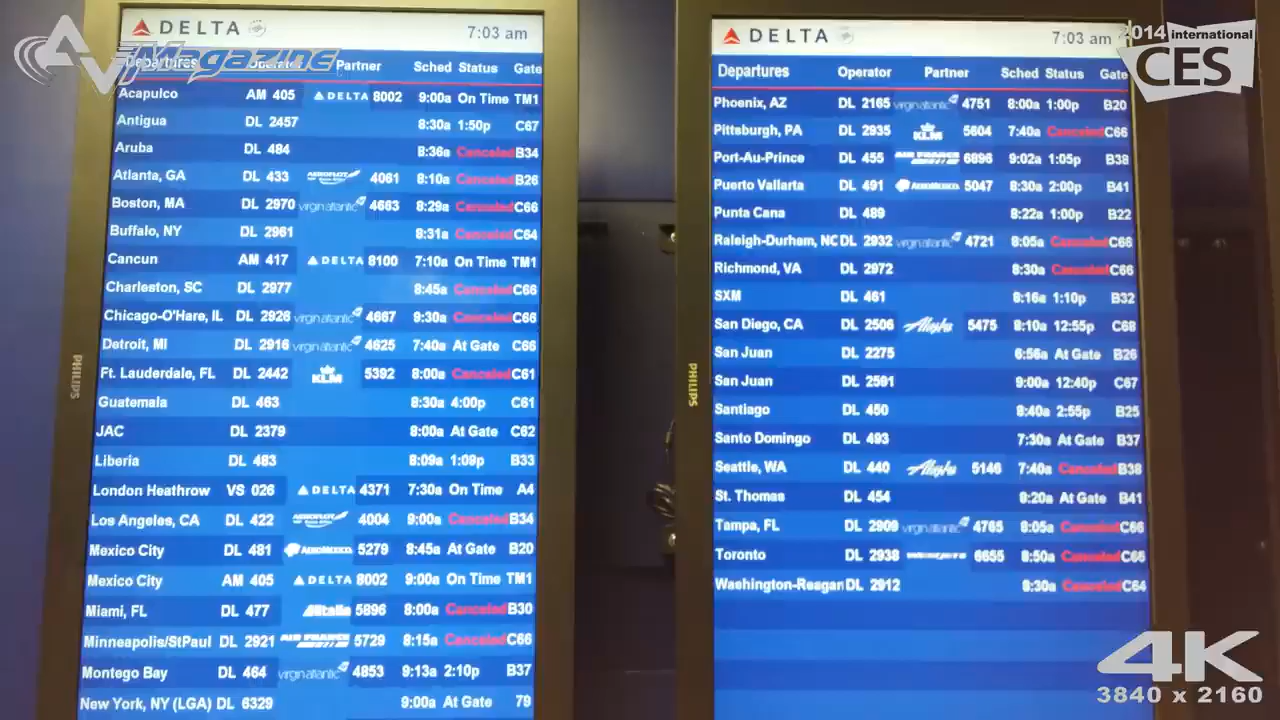 DELTA 7:03 am
AVMagazine
Departures Operator Partner Sched Status Gate
Acapulco AM 405 DELTA 8002 9:00a On Time TM1
Antigua DL 2457 8:30a 1:50p C67
Aruba DL 484 8:36a Canceled B34
Atlanta, GA DL 433 AEROFLOT 4061 8:10a Canceled B26
Boston, MA DL 2970 virgin atlantic 4663 8:29a Canceled C66
Buffalo, NY DL 2961 8:31a Canceled C64
Cancun AM 417 DELTA 8100 7:10a On Time TM1
Charleston, SC DL 2977 8:45a Canceled C66
Chicago-O'Hare, IL DL 2926 virgin atlantic 4667 9:30a Canceled C66
Detroit, MI DL 2916 virgin atlantic 4625 7:40a At Gate C66
Ft. Lauderdale, FL DL 2442 KLM 5392 8:00a Canceled C61
Guatemala DL 463 8:30a 4:00p C61
JAC DL 2379 8:00a At Gate C62
Liberia DL 483 8:09a 1:09p B33
London Heathrow VS 026 DELTA 4371 7:30a On Time A4
Los Angeles, CA DL 422 AEROFLOT 4004 9:00a Canceled B34
Mexico City DL 481 AEROMEXICO 5279 8:45a At Gate B20
Mexico City AM 405 DELTA 8002 9:00a On Time TM1
Miami, FL DL 477 Alitalia 5896 8:00a Canceled B30
Minneapolis/StPaul DL 2921 AIR FRANCE 5729 8:15a Canceled C66
Montego Bay DL 464 virgin atlantic 4853 9:13a 2:10p B37
New York, NY (LGA) DL 6329 9:00a At Gate 79
PHILIPS
DELTA 7:03 am
2014 international
CES
Departures Operator Partner Sched Status Gate
Phoenix, AZ DL 2165 virgin atlantic 4751 8:00a 1:00p B20
Pittsburgh, PA DL 2935 KLM 5604 7:40a Canceled C66
Port-Au-Prince DL 455 AIR FRANCE 6896 9:02a 1:05p B38
Puerto Vallarta DL 491 AEROMEXICO 5047 8:30a 2:00p B41
Punta Cana DL 489 8:22a 1:00p B22
Raleigh-Durham, NC DL 2932 virgin atlantic 4721 8:05a Canceled C66
Richmond, VA DL 2972 8:30a Canceled C66
SXM DL 461 8:16a 1:10p B32
San Diego, CA DL 2506 Alaska 5475 8:10a 12:55p C68
San Juan DL 2275 6:56a At Gate B26
San Juan DL 2591 9:00a 12:40p C67
Santiago DL 450 8:40a 2:55p B25
Santo Domingo DL 493 7:30a At Gate B37
Seattle, WA DL 440 Alaska 5146 7:40a Canceled B38
St. Thomas DL 454 8:20a At Gate B41
Tampa, FL DL 2909 virgin atlantic 4765 8:05a Canceled C66
Toronto DL 2938 WESTJET 6655 8:50a Canceled C66
Washington-Reagan DL 2912 8:30a Canceled C64
PHILIPS
4K
3840 x 2160